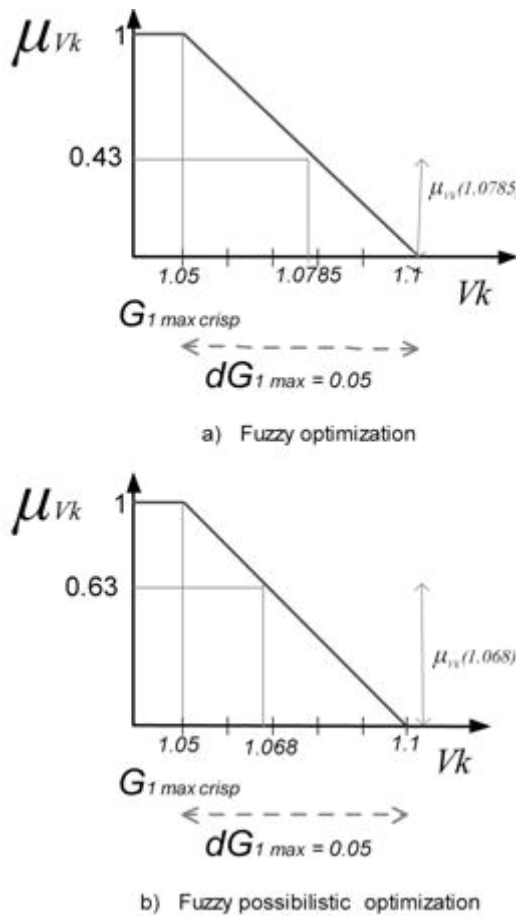 1
μVk
0.43
μVk(1.0785)
1.05
1.0785
1.1
Vk
G1 max crisp
dG1 max = 0.05
a) Fuzzy optimization
1
μVk
0.63
μVk(1.068)
1.05
1.068
1.1
Vk
G1 max crisp
dG1 max = 0.05
b) Fuzzy possibilistic optimization